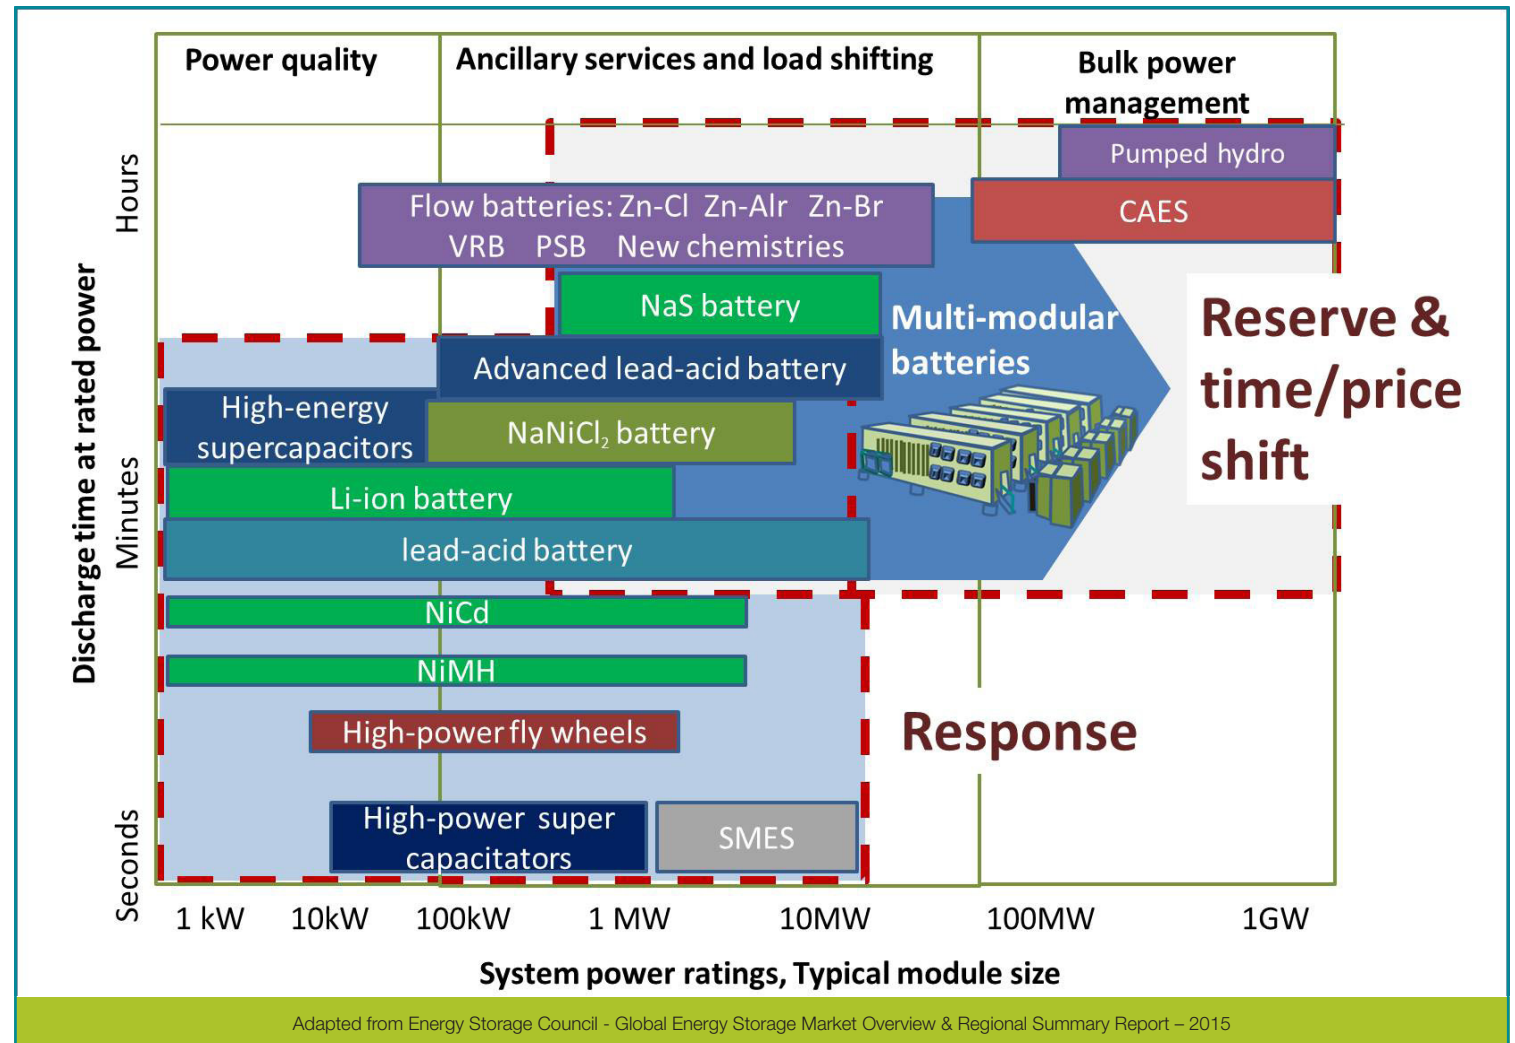 Power quality
Ancillary services and load shifting
Bulk power
management
Hours
Minutes
Seconds
Discharge time at rated power
Pumped hydro
CAES
Flow batteries: Zn-Cl Zn-Alr Zn-Br
VRB PSB New chemistries
NaS battery
Multi-modular
batteries
Reserve &
time/price
shift
Advanced lead-acid battery
High-energy
supercapacitors
NaNiCl₂ battery
Li-ion battery
lead-acid battery
NiCd
NiMH
High-power fly wheels
Response
High-power super
capacitators
SMES
1 kW 10kW 100kW 1 MW 10MW 100MW 1GW
System power ratings, Typical module size
Adapted from Energy Storage Council - Global Energy Storage Market Overview & Regional Summary Report – 2015